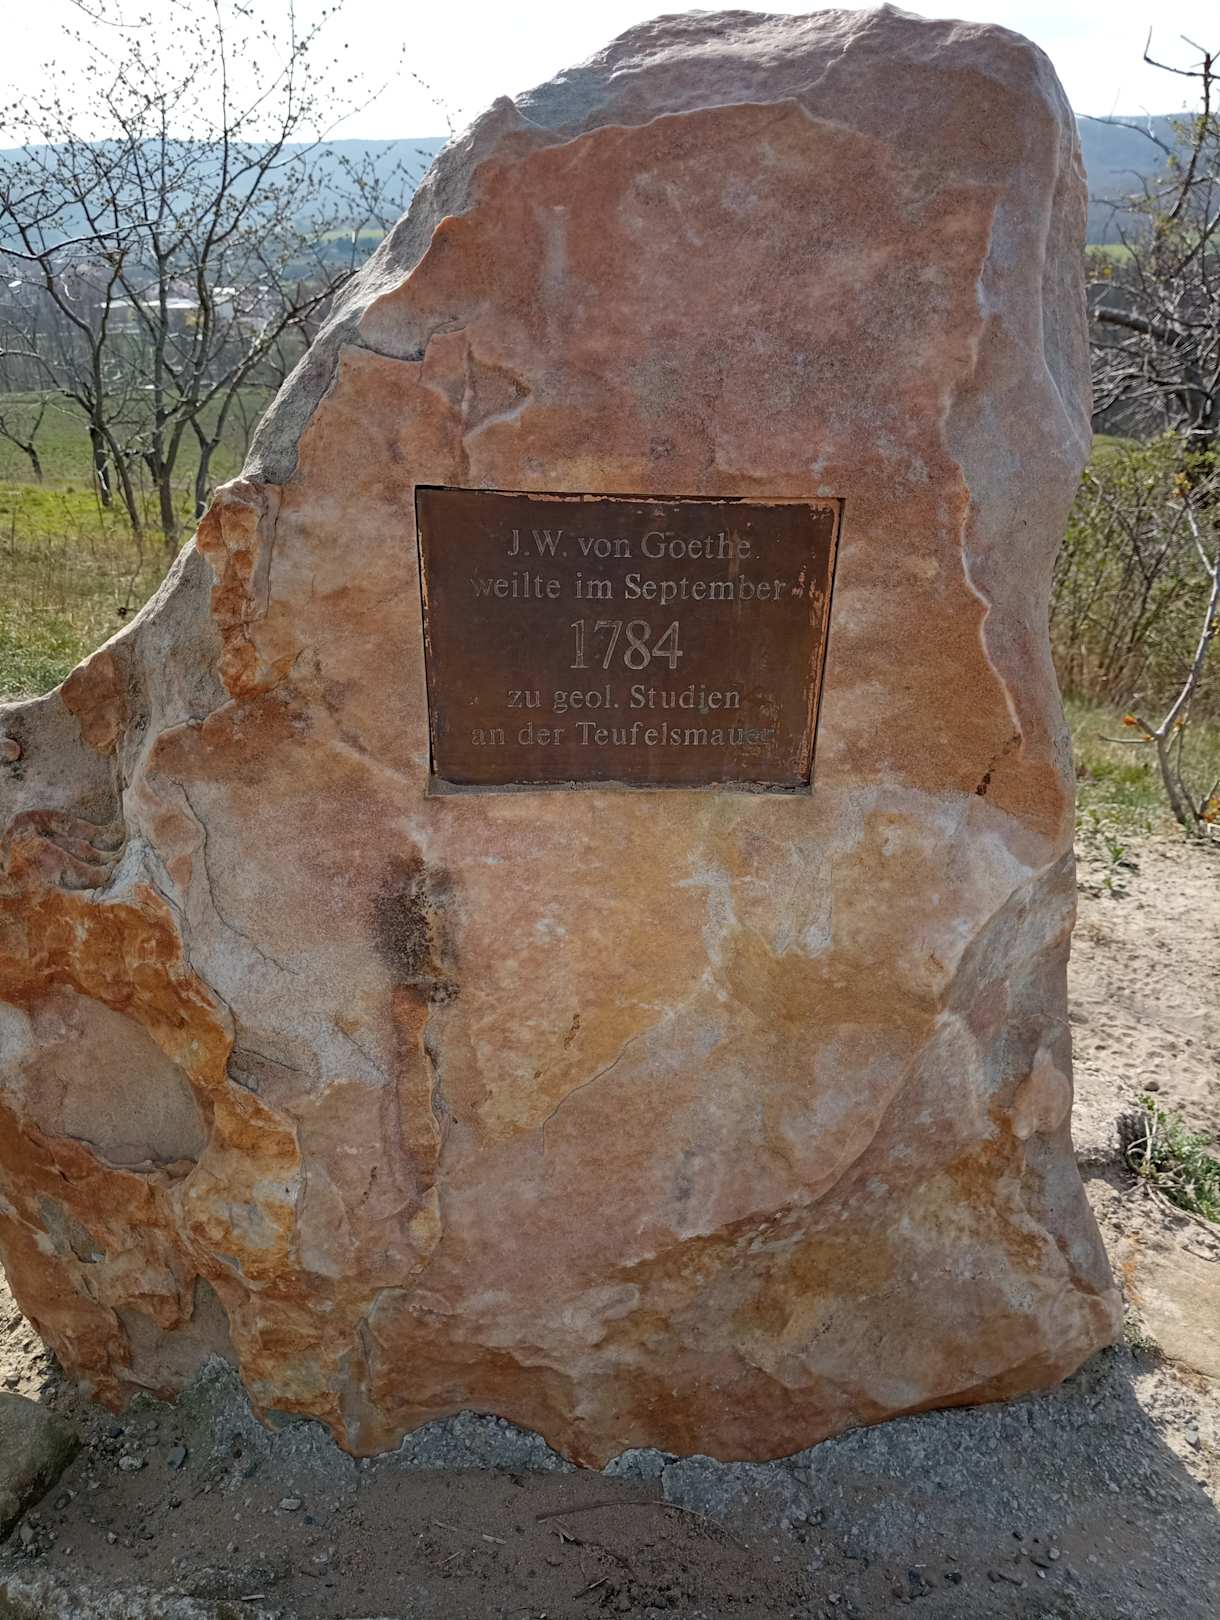 J.W. von Goethe
weilte im September
1784
zu geol. Studien
an der Teufelsmauer